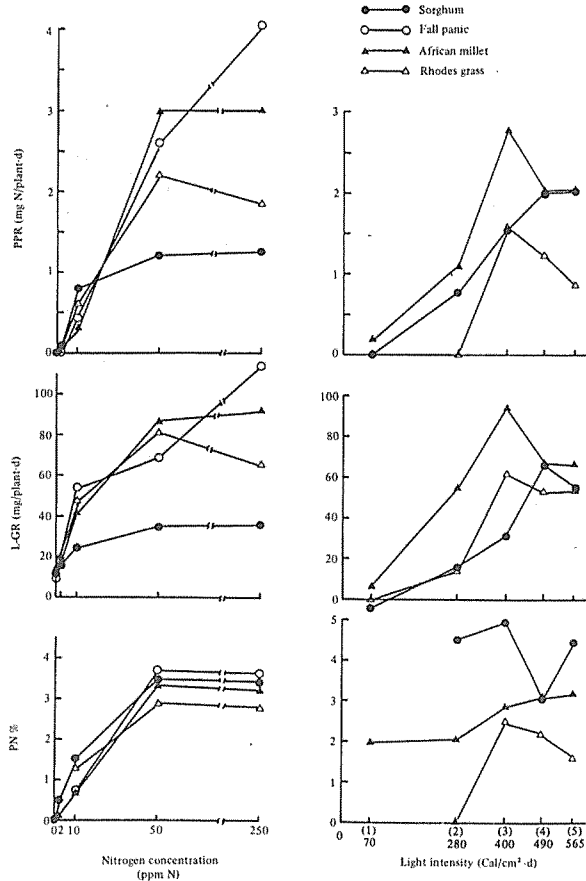 Sorghum
Fall panic
African millet
Rhodes grass
PPR (mg N/plant·d)
4
3
2
1
0
3
2
1
0
L-GR (mg/plant·d)
100
80
60
40
20
0
100
80
60
40
20
0
PN %
4
3
2
1
0
5
4
3
2
1
0
0 2 10 50 250
Nitrogen concentration
(ppm N)
(1) (2) (3) (4) (5)
0 70 280 400 490 565
Light intensity (Cal/cm²·d)